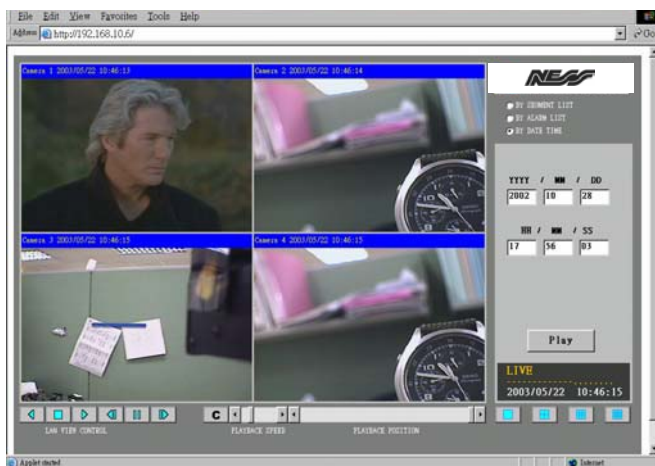 File Edit View Favorites Tools Help
Address http://192.168.10.6/ Go
Camera 1 2003/05/22 10:46:13
Camera 2 2003/05/22 10:46:14
NESS
BY SEGMENT LIST
BY ALARM LIST
BY DATE TIME
YYYY / MM / DD
2002 10 28
HH / MM / SS
17 56 03
Camera 3 2003/05/22 10:46:15
Camera 4 2003/05/22 10:46:15
Play
LIVE
2003/05/22 10:46:15
C
LAN VIEW CONTROL
PLAYBACK SPEED
PLAYBACK POSITION
Applet started
Internet